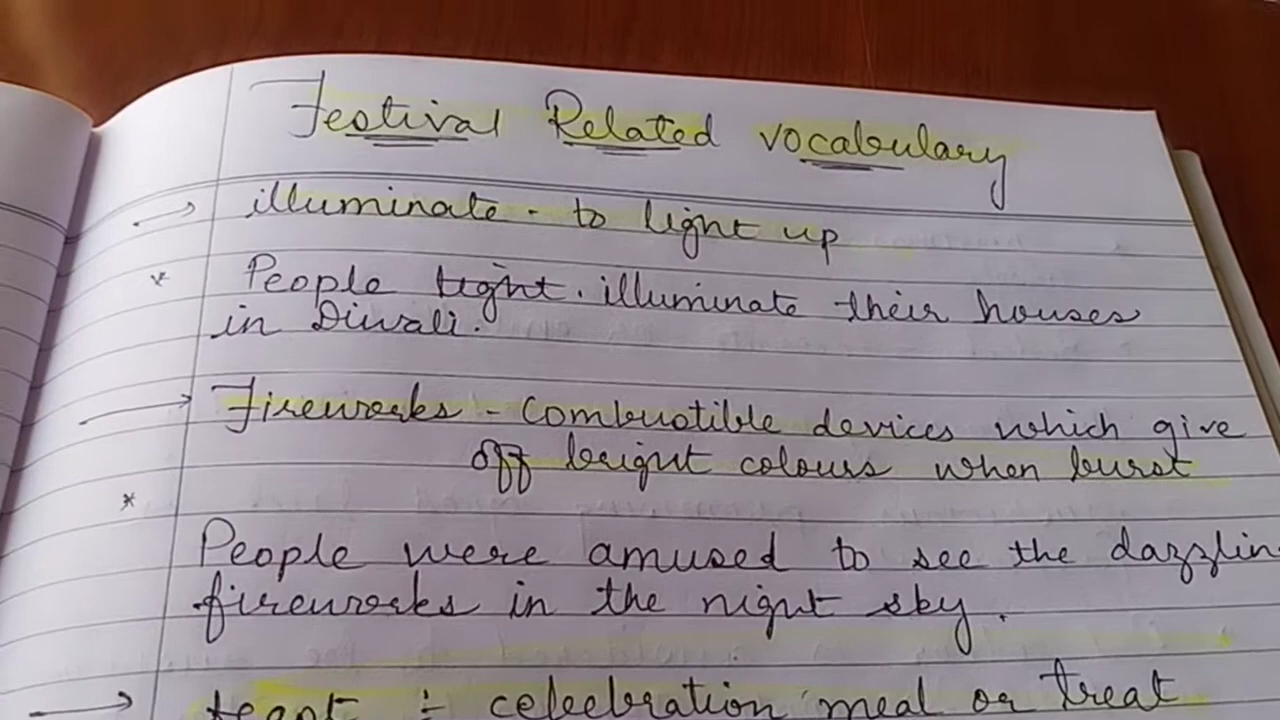 Festival Related vocabulary
→ illuminate - to light up
* People ~~light~~. illuminate their houses
in Diwali.
→ Fireworks - combustible devices which give
off bright colours when burst
*
People were amused to see the dazzlin
fireworks in the night sky.
→ feast ÷ celebration meal or treat